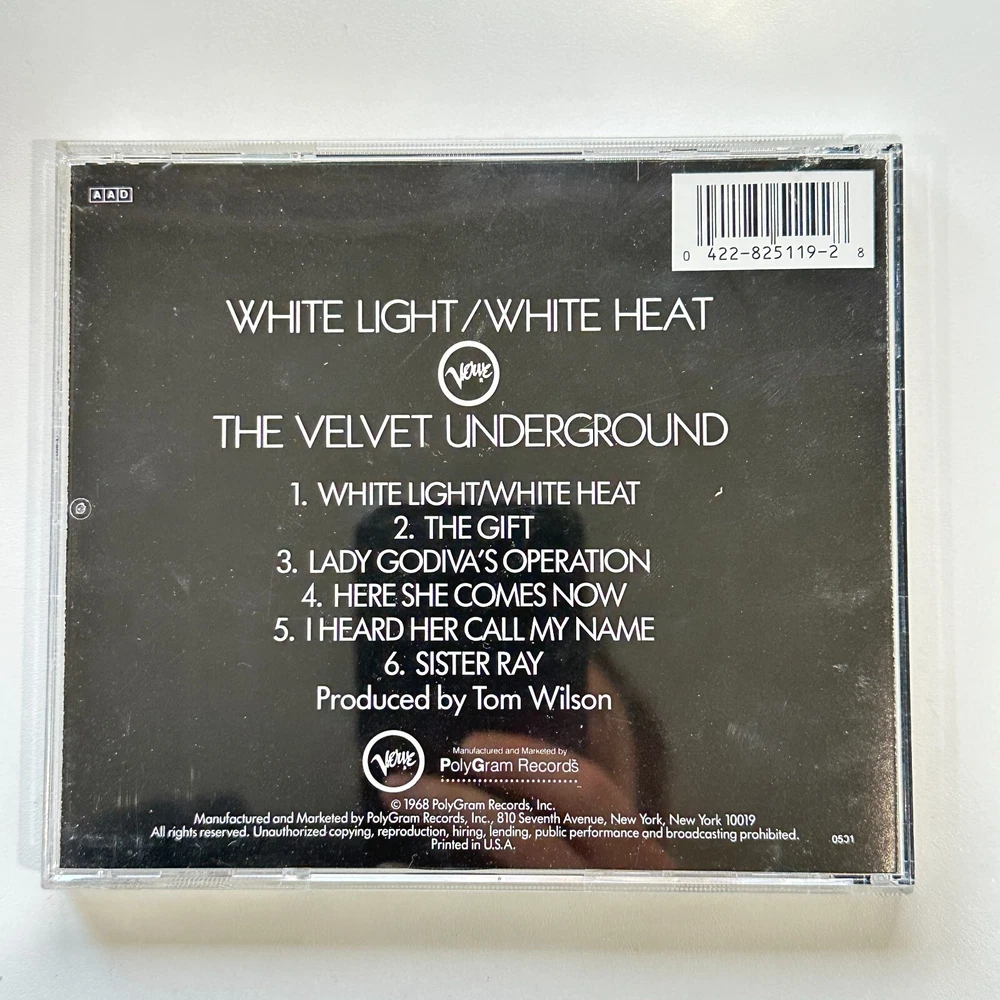 AAD
0 422-825119-2 8
WHITE LIGHT/WHITE HEAT
Verve
THE VELVET UNDERGROUND
1. WHITE LIGHT/WHITE HEAT
2. THE GIFT
3. LADY GODIVA'S OPERATION
4. HERE SHE COMES NOW
5. I HEARD HER CALL MY NAME
6. SISTER RAY
Produced by Tom Wilson
Verve
Manufactured and Marketed by
PolyGram Records
© 1968 PolyGram Records, Inc.
Manufactured and Marketed by PolyGram Records, Inc., 810 Seventh Avenue, New York, New York 10019
All rights reserved. Unauthorized copying, reproduction, hiring, lending, public performance and broadcasting prohibited.
Printed in U.S.A.